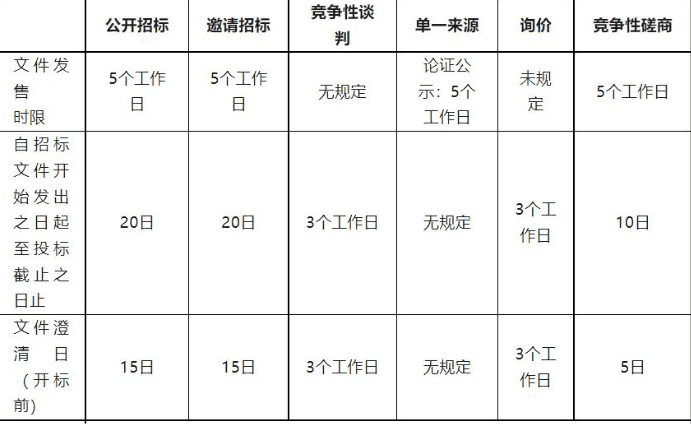 公开招标 邀请招标 竞争性谈判 单一来源 询价 竞争性磋商
文件发售时限 5个工作日 5个工作日 无规定 论证公示：5个工作日 未规定 5个工作日
自招标文件开始发出之日起至投标截止之日止 20日 20日 3个工作日 无规定 3个工作日 10日
文件澄清日（开标前） 15日 15日 3个工作日 无规定 3个工作日 5日